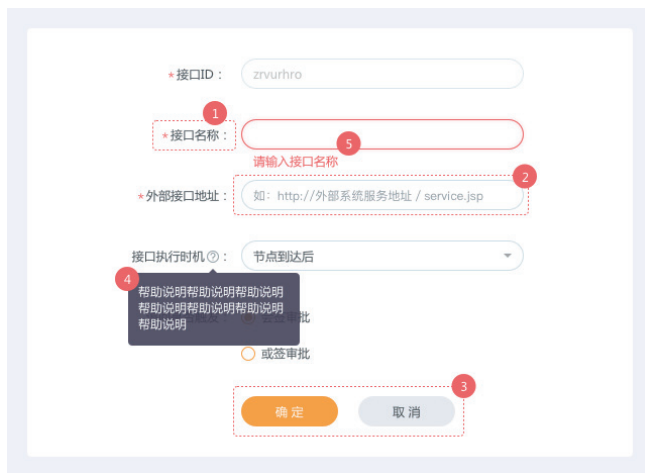 *接口ID： zrvurhro
1
*接口名称：
5
请输入接口名称
2
*外部接口地址： 如：http://外部系统服务地址 / service.jsp
接口执行时机?： 节点到达后
4
帮助说明帮助说明帮助说明
帮助说明帮助说明帮助说明
帮助说明
审批
或签审批
3
确定 取消